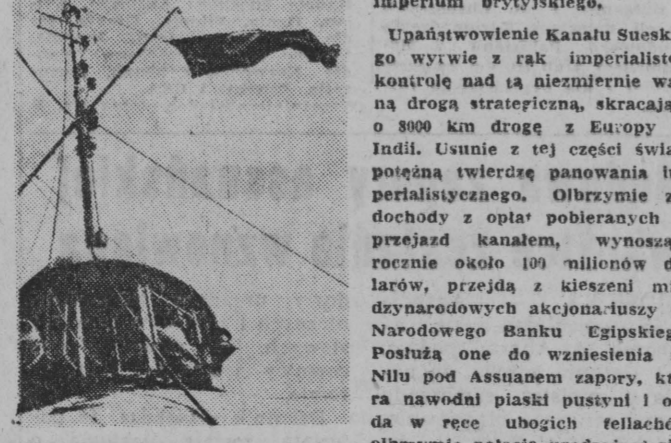 imperium brytyjskiego.
Upaństwowienie Kanału Sueski
go wyrwie z rąk imperialistó
kontrolę nad tą niezmiernie wa
ną drogą strategiczną, skracają
o 8000 km drogę z Europy
Indii. Usunie z tej części świa
potężną twierdzę panowania i
perialistycznego. Olbrzymie z
dochody z opłat pobieranych
przejazd kanałem, wynoszą
rocznie około 100 milionów d
larów, przejdą z kieszeni mi
dzynarodowych akcjonariuszy
Narodowego Banku Egipskieg
Posłużą one do wzniesienia
Nilu pod Assuanem zapory, kt
ra nawodni piaski pustyni i o
da w ręce ubogich fellachó